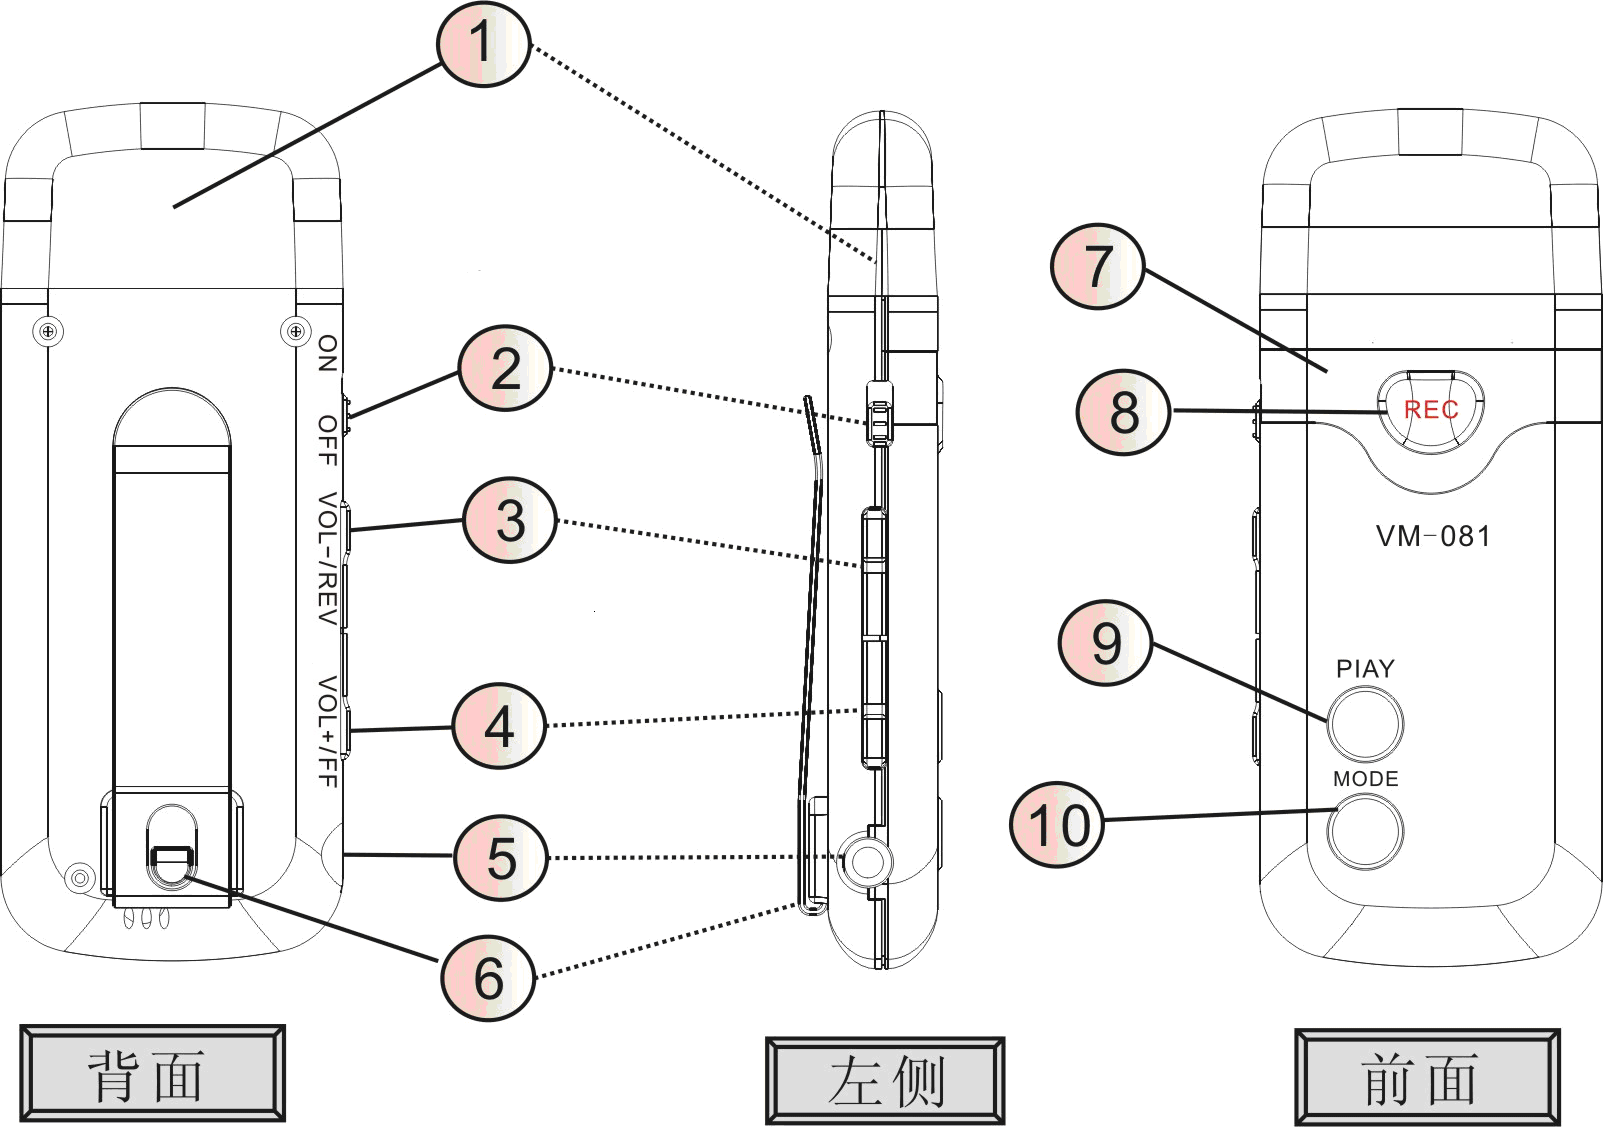 1
2
3
4
5
6
7
8
9
10
ON
OFF
VOL-/REV
VOL+/FF
REC
VM-081
PIAY
MODE
背面
左侧
前面